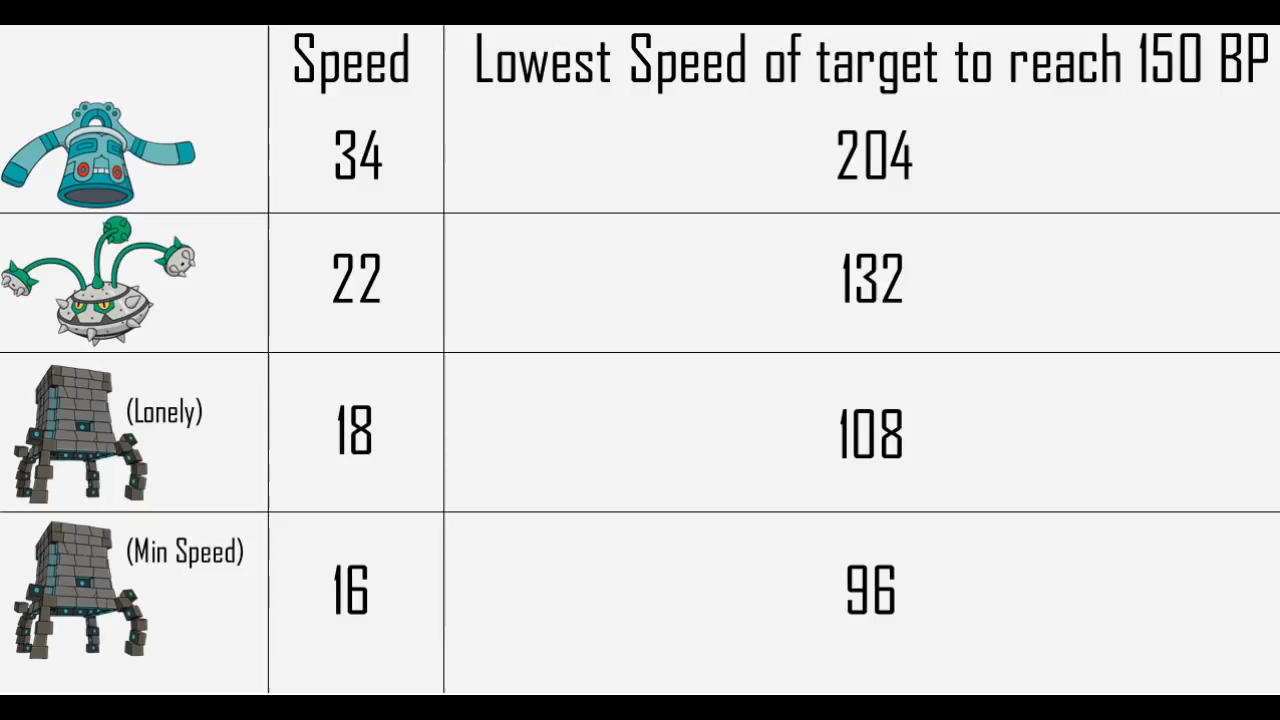 Speed Lowest Speed of target to reach 150 BP
34 204
22 132
(Lonely) 18 108
(Min Speed) 16 96